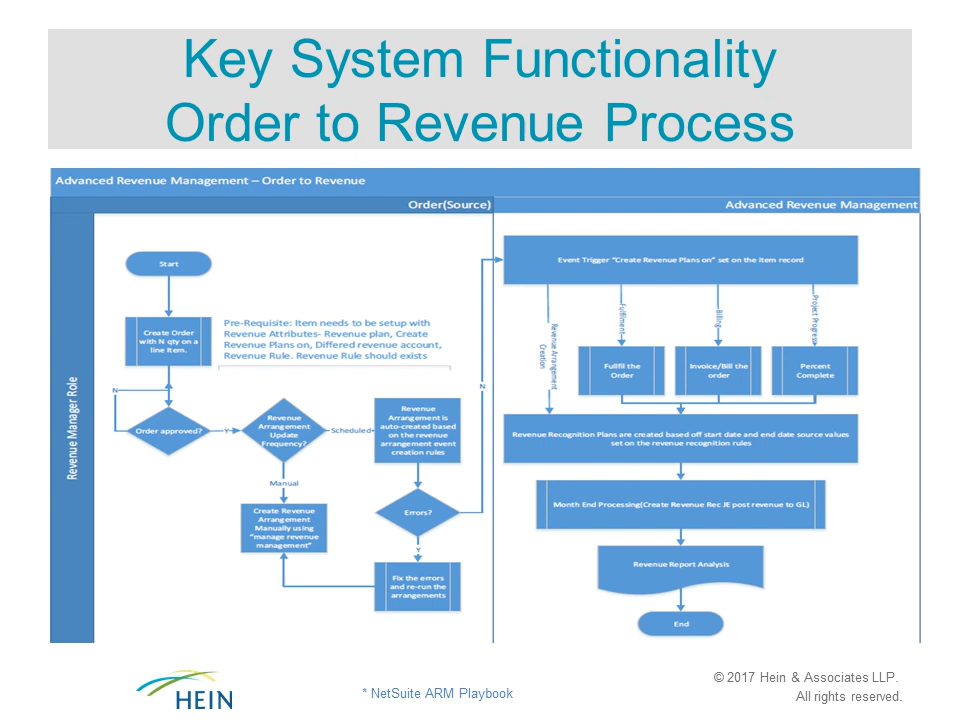 Key System Functionality
Order to Revenue Process
Advanced Revenue Management – Order to Revenue
Order(Source)
Advanced Revenue Management
Revenue Manager Role
Start
Create Order
with N qty on a
line item.
Pre-Requisite: Item needs to be setup with
Revenue Attributes- Revenue plan, Create
Revenue Plans on, Differed revenue account,
Revenue Rule. Revenue Rule should exists
N
Order approved?
Y
Revenue
Arrangement
Update
Frequency?
Scheduled
Revenue
Arrangement is
auto-created based
on the revenue
arrangement event
creation rules
Manual
Create Revenue
Arrangement
Manually using
"manage revenue
management"
Errors?
N
Y
Fix the errors
and re-run the
arrangements
Event Trigger "Create Revenue Plans on" set on the item record
Revenue Arrangement
Creation
Fulfilment
Billing
Project Progress
Fullfil the
Order
Invoice/Bill the
order
Percent
Complete
Revenue Recognition Plans are created based off start date and end date source values
set on the revenue recognition rules
Month End Processing(Create Revenue Rec JE post revenue to GL)
Revenue Report Analysis
End
HEIN
* NetSuite ARM Playbook
© 2017 Hein & Associates LLP.
All rights reserved.